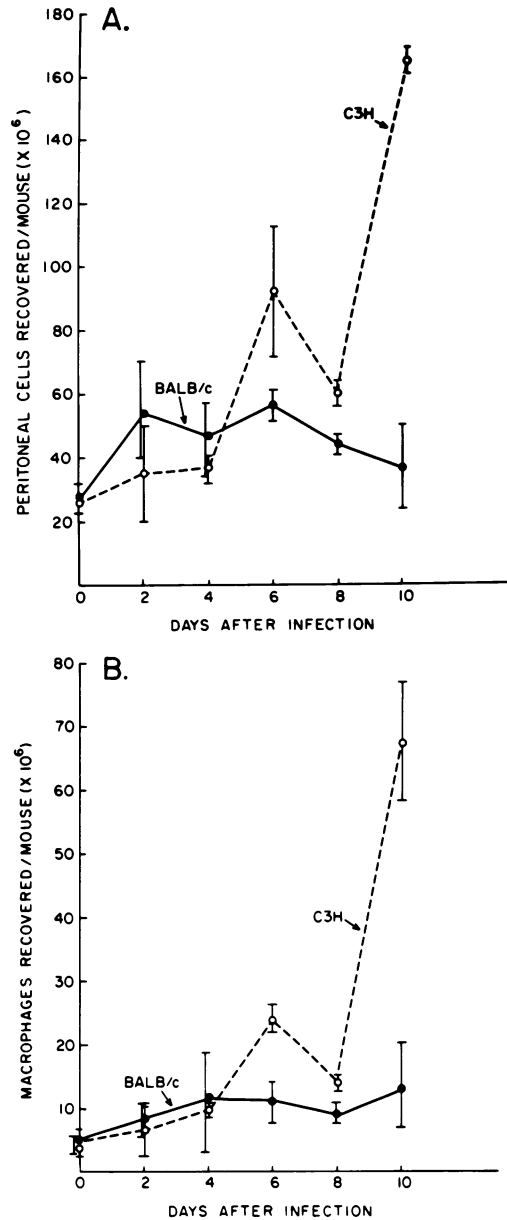 A.
PERITONEAL CELLS RECOVERED/MOUSE (X 10⁶)
180
160
140
120
100
80
60
40
20
C3H
BALB/c
0 2 4 6 8 10
DAYS AFTER INFECTION
B.
MACROPHAGES RECOVERED/MOUSE (X 10⁶)
80
70
60
50
40
30
20
10
C3H
BALB/c
0 2 4 6 8 10
DAYS AFTER INFECTION